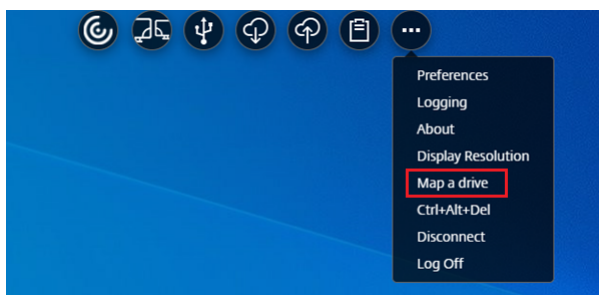 Preferences
Logging
About
Display Resolution
Map a drive
Ctrl+Alt+Del
Disconnect
Log Off